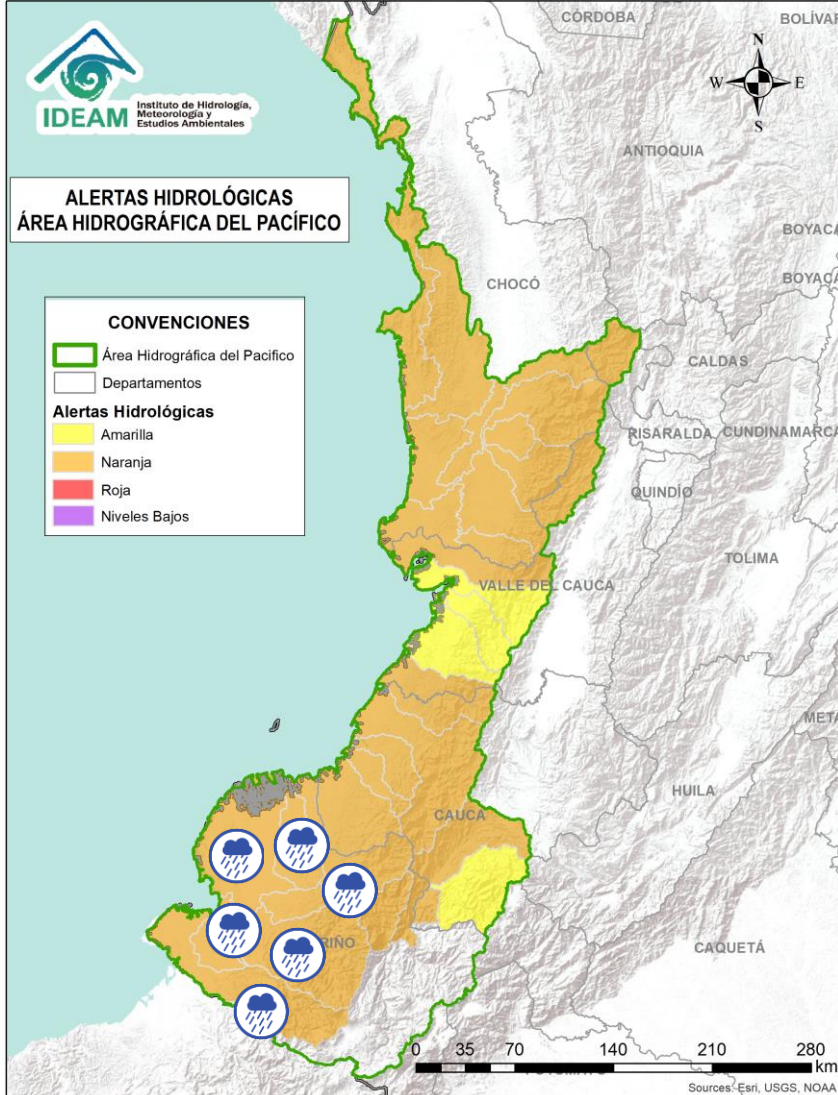 IDEAM
Instituto de Hidrología,
Meteorología y
Estudios Ambientales
ALERTAS HIDROLÓGICAS
ÁREA HIDROGRÁFICA DEL PACÍFICO
CONVENCIONES
Área Hidrográfica del Pacifico
Departamentos
Alertas Hidrológicas
Amarilla
Naranja
Roja
Niveles Bajos
CÓRDOBA
BOLÍVAR
N
W E
S
ANTIOQUIA
BOYACÁ
CHOCÓ
BOYACÁ
CALDAS
RISARALDA CUNDINAMARCA
QUINDÍO
TOLIMA
VALLE DEL CAUCA
META
HUILA
CAUCA
RIÑO
CAQUETÁ
0 35 70 140 210 280
km
Sources: Esri, USGS, NOAA